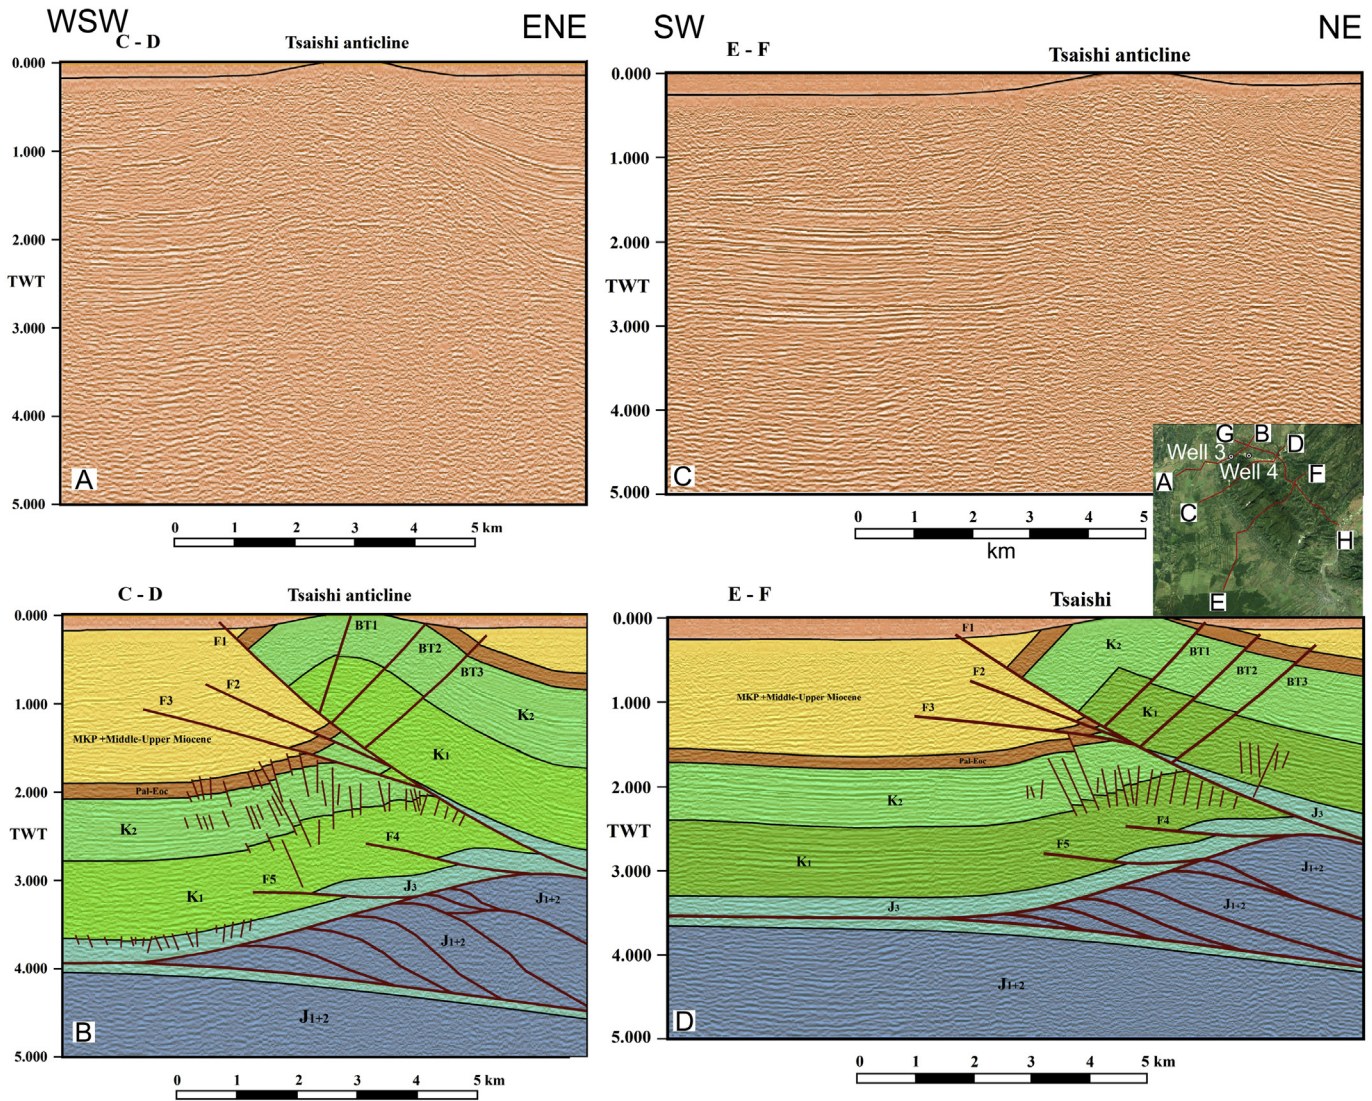 WSW
C - D
Tsaishi anticline
ENE
0.000
1.000
2.000
TWT
3.000
4.000
5.000
A
0 1 2 3 4 5 km
SW
E - F
Tsaishi anticline
NE
0.000
1.000
2.000
TWT
3.000
4.000
5.000
C
0 1 2 3 4 5
km
G B D
Well 3
Well 4
F
A
C
H
E
C - D
Tsaishi anticline
0.000
1.000
2.000
TWT
3.000
4.000
5.000
F1
BT1
BT2
BT3
F2
F3
K2
MKP +Middle-Upper Miocene
K1
Pal-Eoc
K2
F4
F5
J3
K1
J1+2
J1+2
J1+2
B
0 1 2 3 4 5 km
E - F
Tsaishi
0.000
1.000
2.000
TWT
3.000
4.000
5.000
F1
K2
BT1
BT2
BT3
F2
MKP +Middle-Upper Miocene
F3
K1
Pal-Eoc
K2
J3
F4
F5
K1
J1+2
J3
J1+2
J1+2
D
0 1 2 3 4 5 km